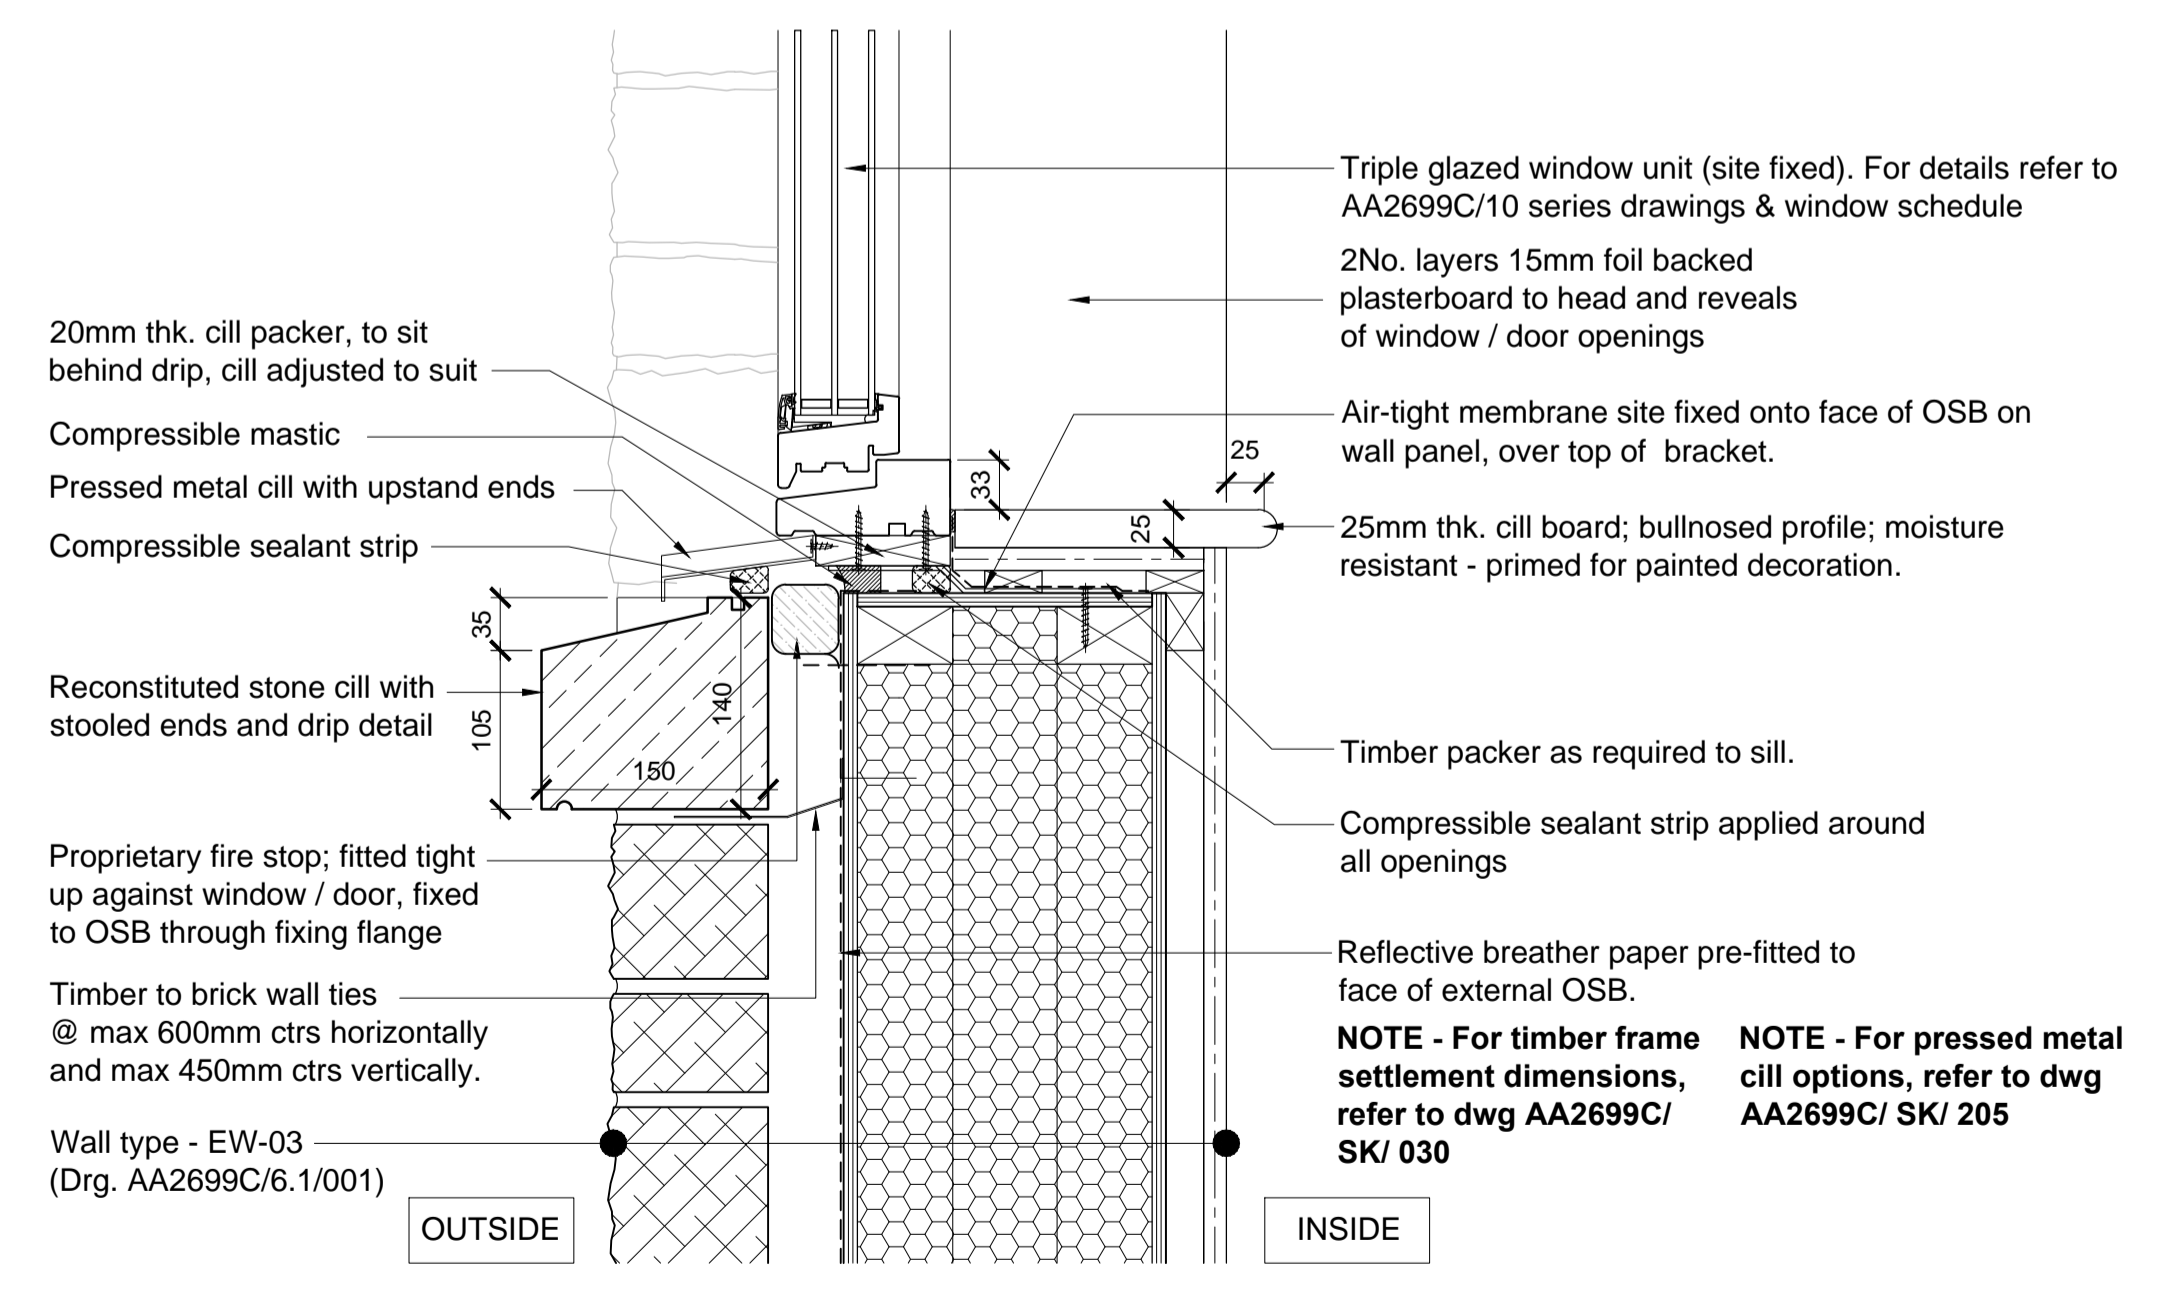 20mm thk. cill packer, to sit
behind drip, cill adjusted to suit
Compressible mastic
Pressed metal cill with upstand ends
Compressible sealant strip
35
105
140
150
Reconstituted stone cill with
stooled ends and drip detail
Proprietary fire stop; fitted tight
up against window / door, fixed
to OSB through fixing flange
Timber to brick wall ties
@ max 600mm ctrs horizontally
and max 450mm ctrs vertically.
Wall type - EW-03
(Drg. AA2699C/6.1/001)
OUTSIDE
Triple glazed window unit (site fixed). For details refer to
AA2699C/10 series drawings & window schedule
2No. layers 15mm foil backed
plasterboard to head and reveals
of window / door openings
Air-tight membrane site fixed onto face of OSB on
wall panel, over top of bracket.
25
33
25
25mm thk. cill board; bullnosed profile; moisture
resistant - primed for painted decoration.
Timber packer as required to sill.
Compressible sealant strip applied around
all openings
Reflective breather paper pre-fitted to
face of external OSB.
NOTE - For timber frame
settlement dimensions,
refer to dwg AA2699C/
SK/ 030
NOTE - For pressed metal
cill options, refer to dwg
AA2699C/ SK/ 205
INSIDE